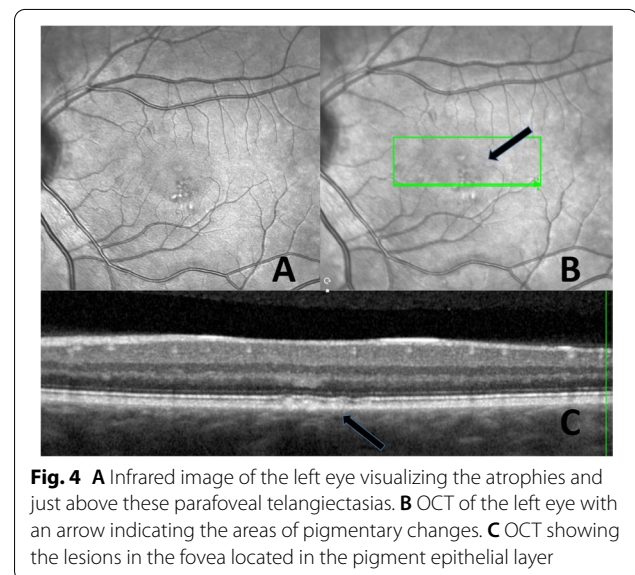 A
B
C
Fig. 4 A Infrared image of the left eye visualizing the atrophies and
just above these parafoveal telangiectasias. B OCT of the left eye with
an arrow indicating the areas of pigmentary changes. C OCT showing
the lesions in the fovea located in the pigment epithelial layer